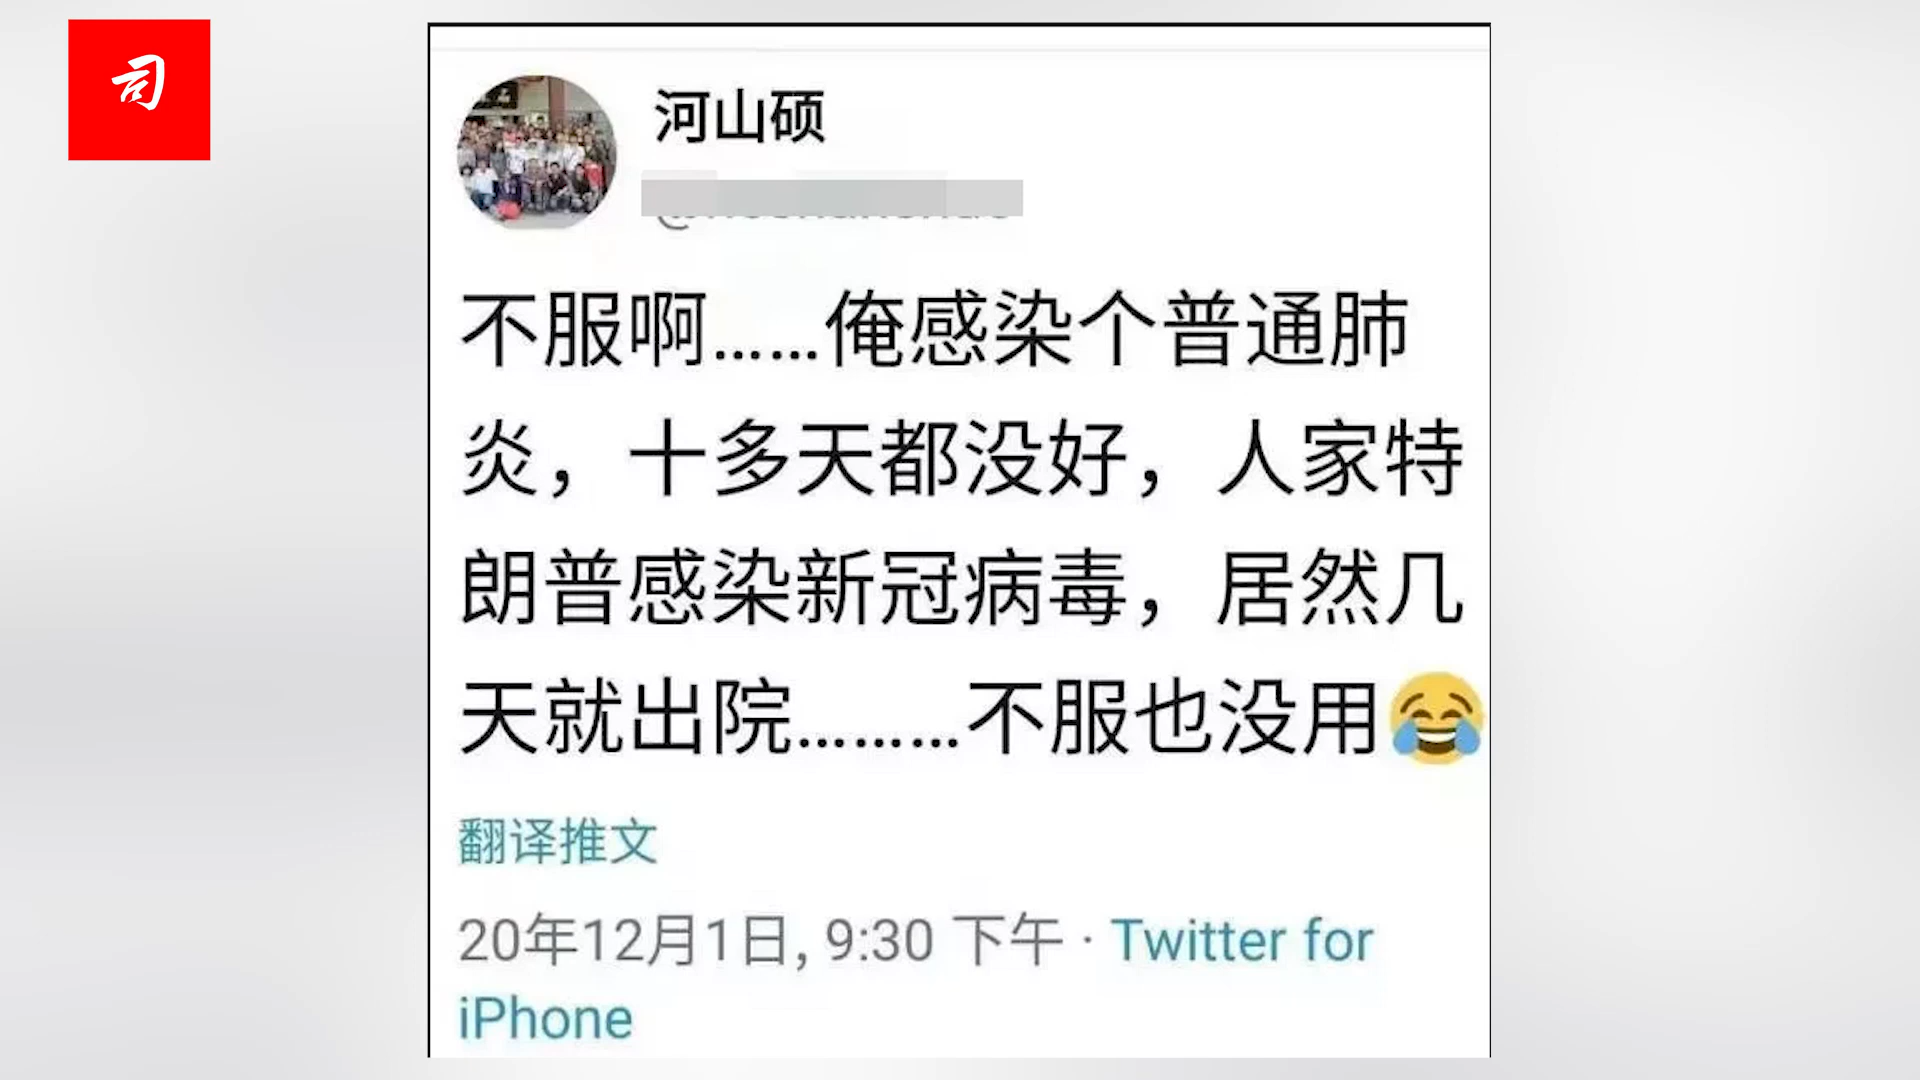 司
河山硕
不服啊……俺感染个普通肺
炎，十多天都没好，人家特
朗普感染新冠病毒，居然几
天就出院………不服也没用😂
翻译推文
20年12月1日, 9:30 下午 · Twitter for
iPhone